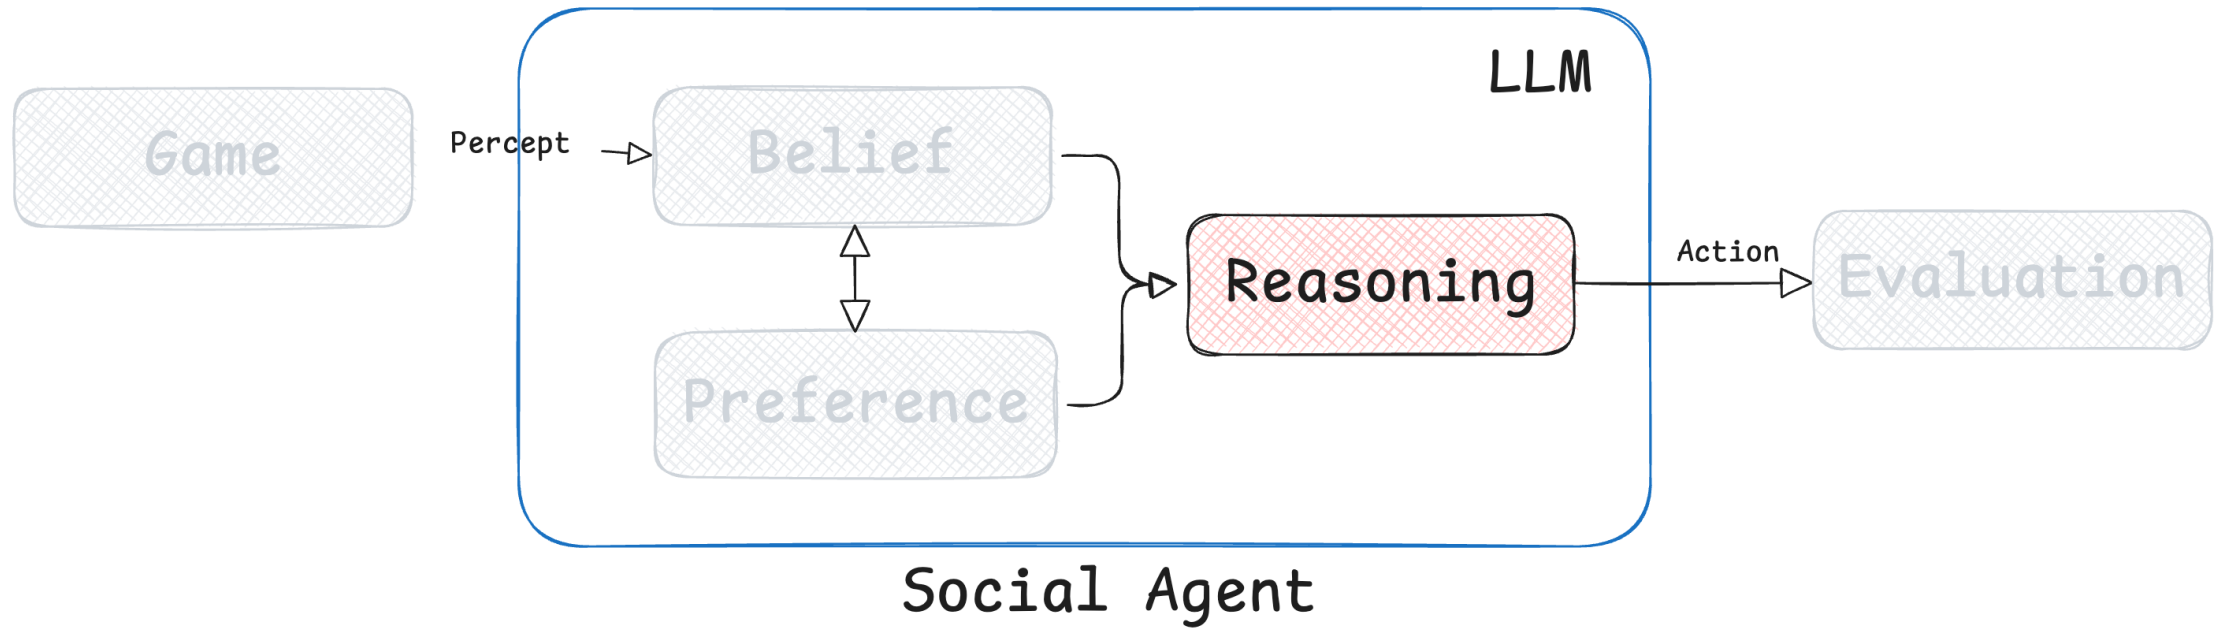 LLM
Game
Percept
Belief
Reasoning
Action
Evaluation
Preference
Social Agent